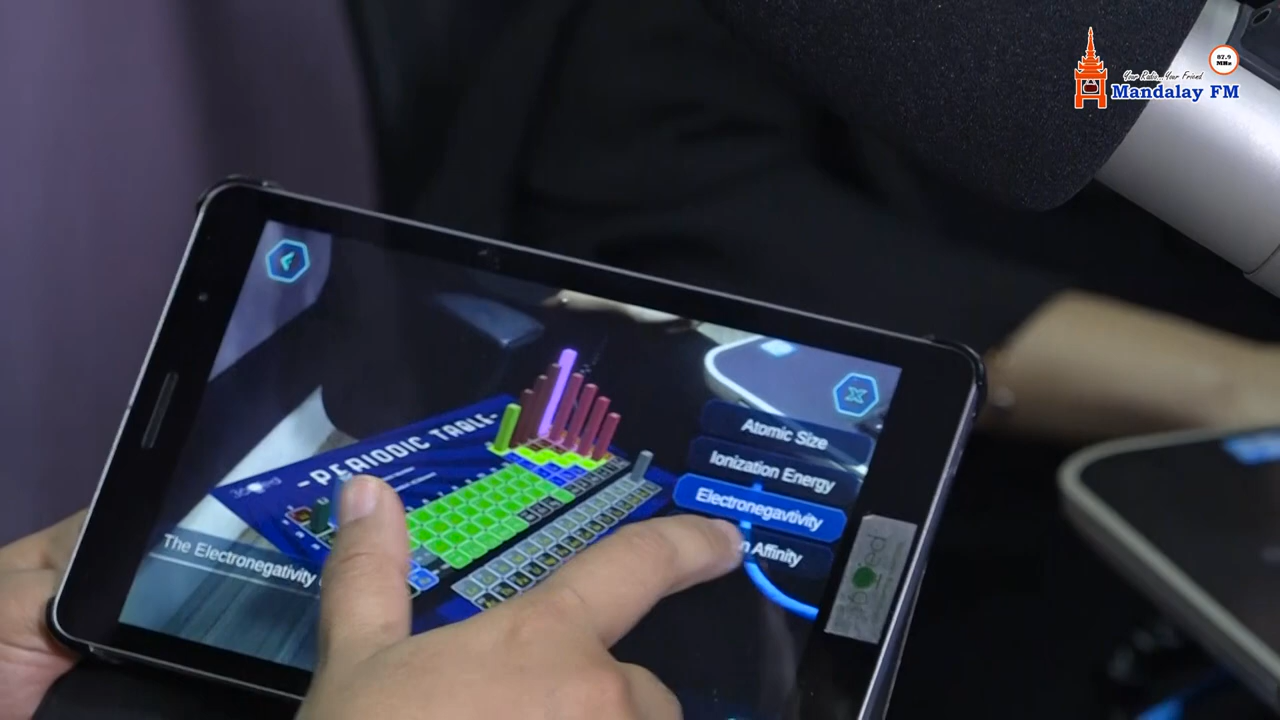 87.9
MHz
Your Radio...Your Friend
Mandalay FM
-PERIODIC TABLE-
Atomic Size
Ionization Energy
Electronegavtivity
n Affinity
The Electronegativity